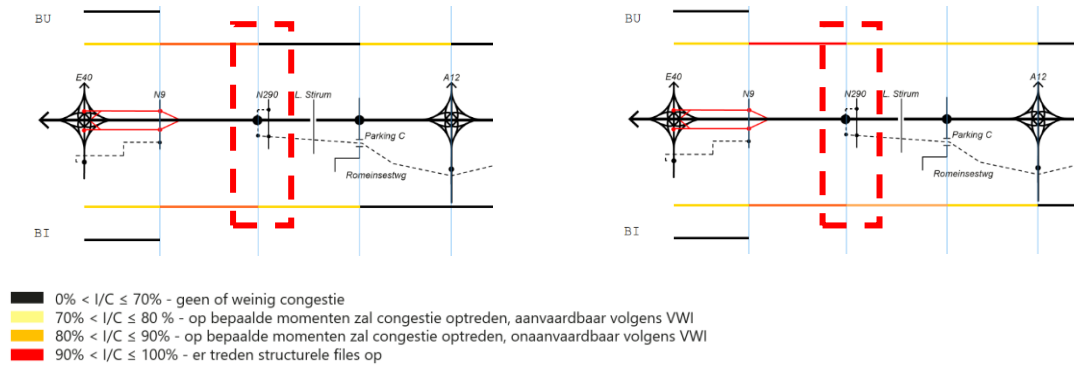 BU
E40
N9
N290
L. Stirum
A12
Parking C
Romeinsestwg
BI
BU
E40
N9
N290
L. Stirum
A12
Parking C
Romeinsestwg
BI
0% < I/C ≤ 70% - geen of weinig congestie
70% < I/C ≤ 80 % - op bepaalde momenten zal congestie optreden, aanvaardbaar volgens VWI
80% < I/C ≤ 90% - op bepaalde momenten zal congestie optreden, onaanvaardbaar volgens VWI
90% < I/C ≤ 100% - er treden structurele files op